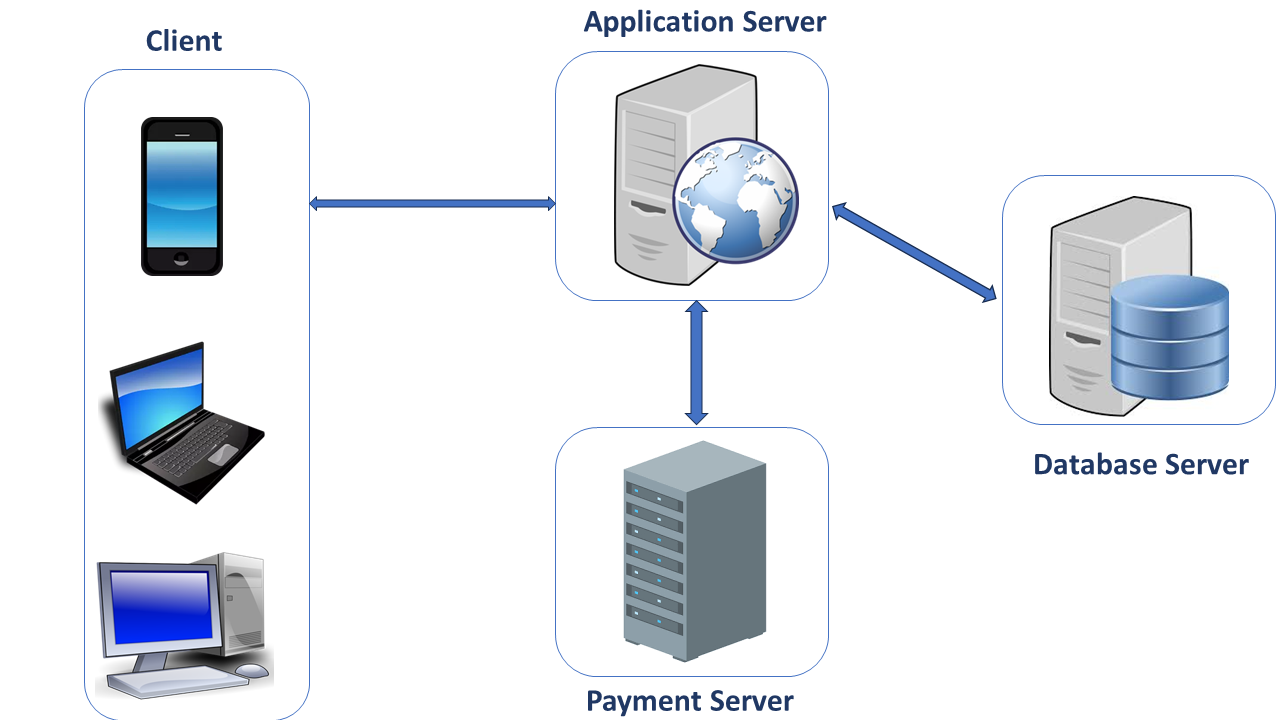 Client
Application Server
Database Server
Payment Server